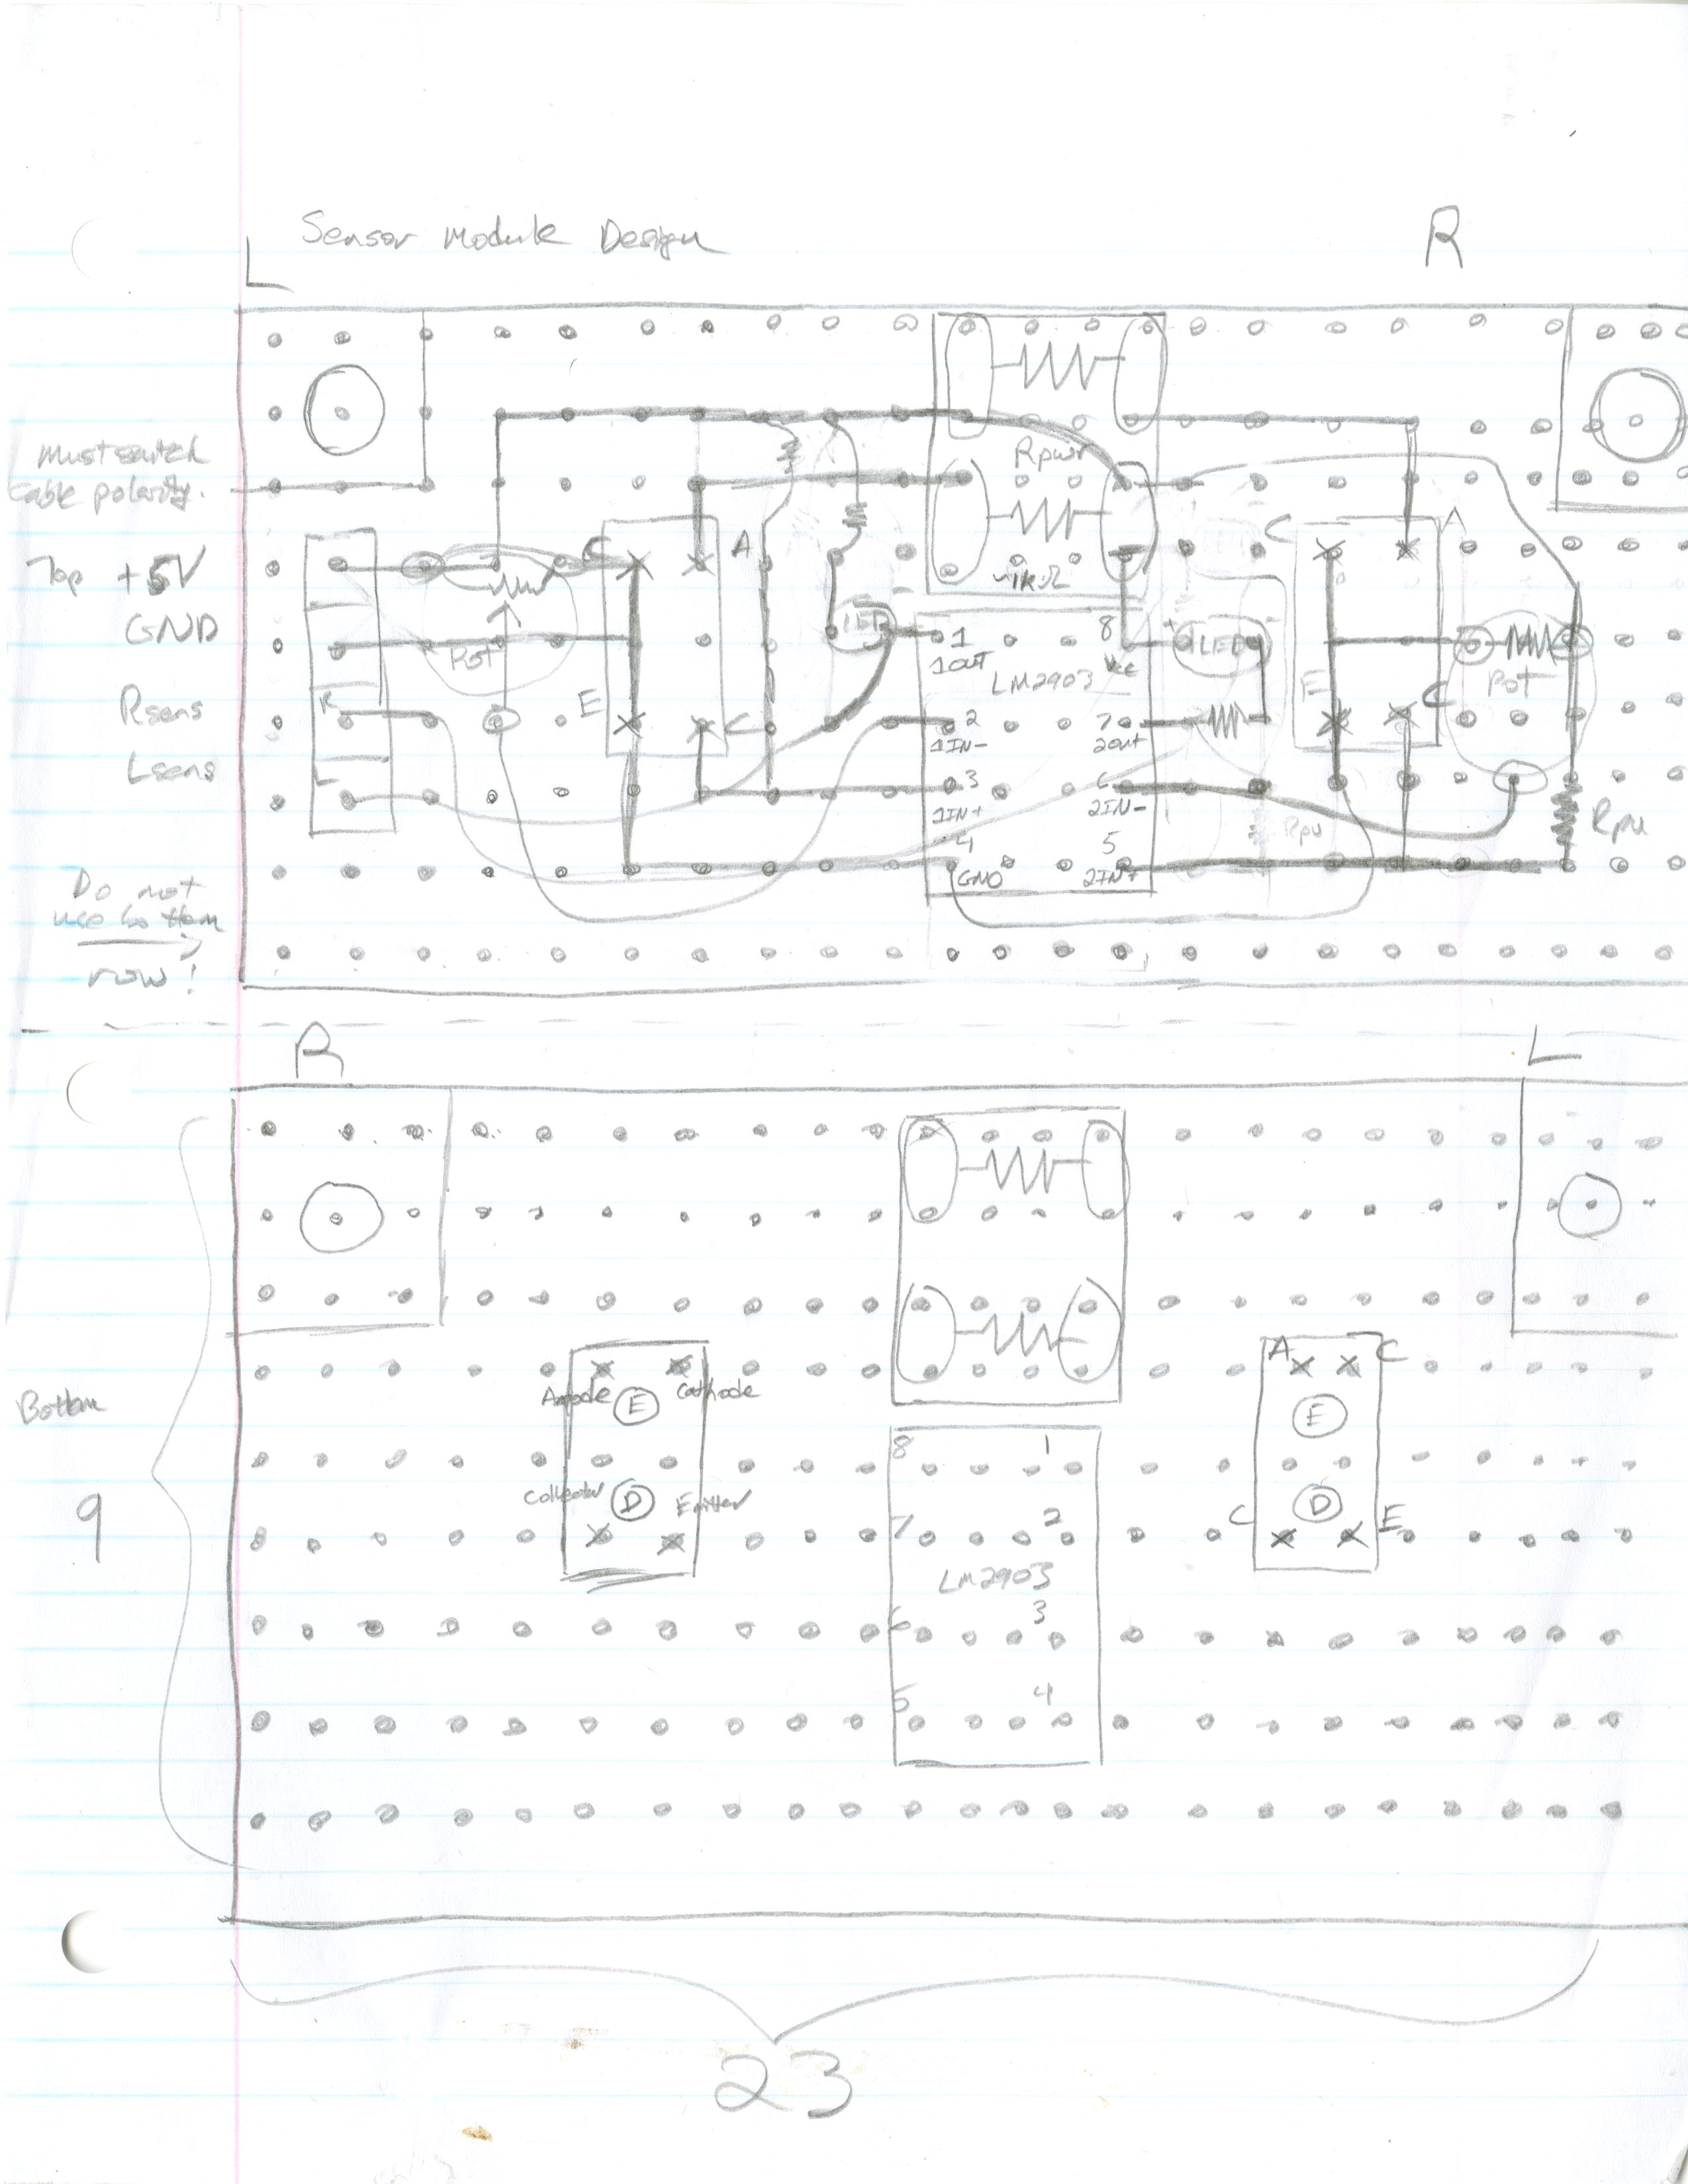 Sensor Module Design
L
R
Must switch
cable polarity.
Top +5V
GND
Rsens
Lsens
Do not
use bottom
row!
R
L
Rpwr
~1kΩ
C
A
E
C
Pot
LED
1
1OUT
2
1IN-
3
1IN+
4
GND
LM2903
8
Vcc
7
2OUT
6
2IN-
5
2IN+
LED
Rpu
C
A
E
C
Pot
Rpu
R
L
Bottom
9
Anode
Cathode
E
Collector
D
Emitter
8
1
7
2
LM2903
6
3
5
4
A
C
E
C
D
E
23